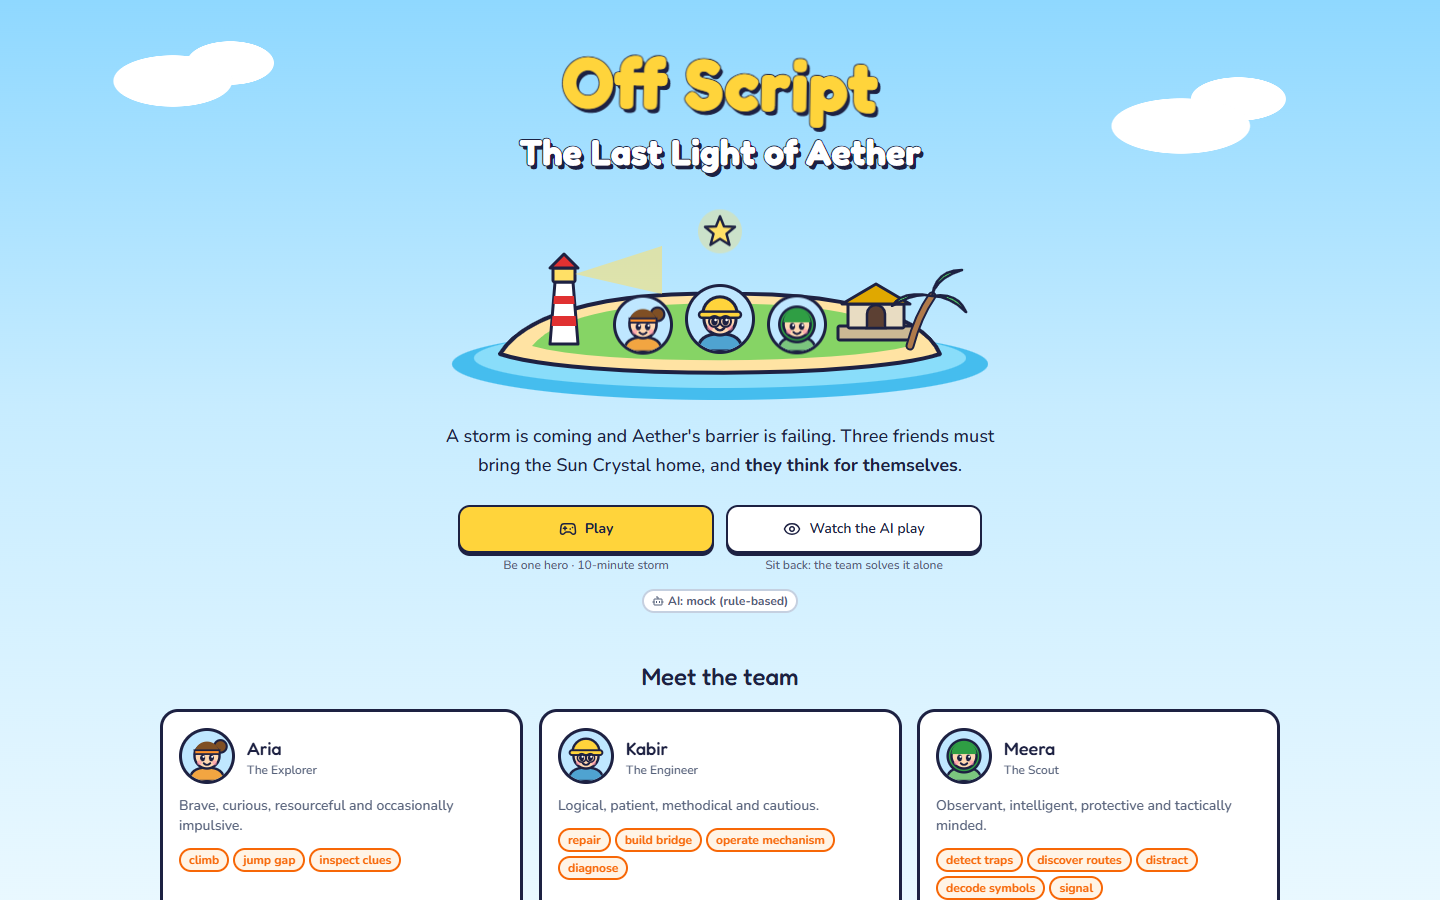 Off Script
The Last Light of Aether
A storm is coming and Aether's barrier is failing. Three friends must
bring the Sun Crystal home, and they think for themselves.
Play
Watch the AI play
Be one hero · 10-minute storm
Sit back: the team solves it alone
AI: mock (rule-based)
Meet the team
Aria
The Explorer
Brave, curious, resourceful and occasionally
impulsive.
climb jump gap inspect clues
Kabir
The Engineer
Logical, patient, methodical and cautious.
repair build bridge operate mechanism
diagnose
Meera
The Scout
Observant, intelligent, protective and tactically
minded.
detect traps discover routes distract
decode symbols signal